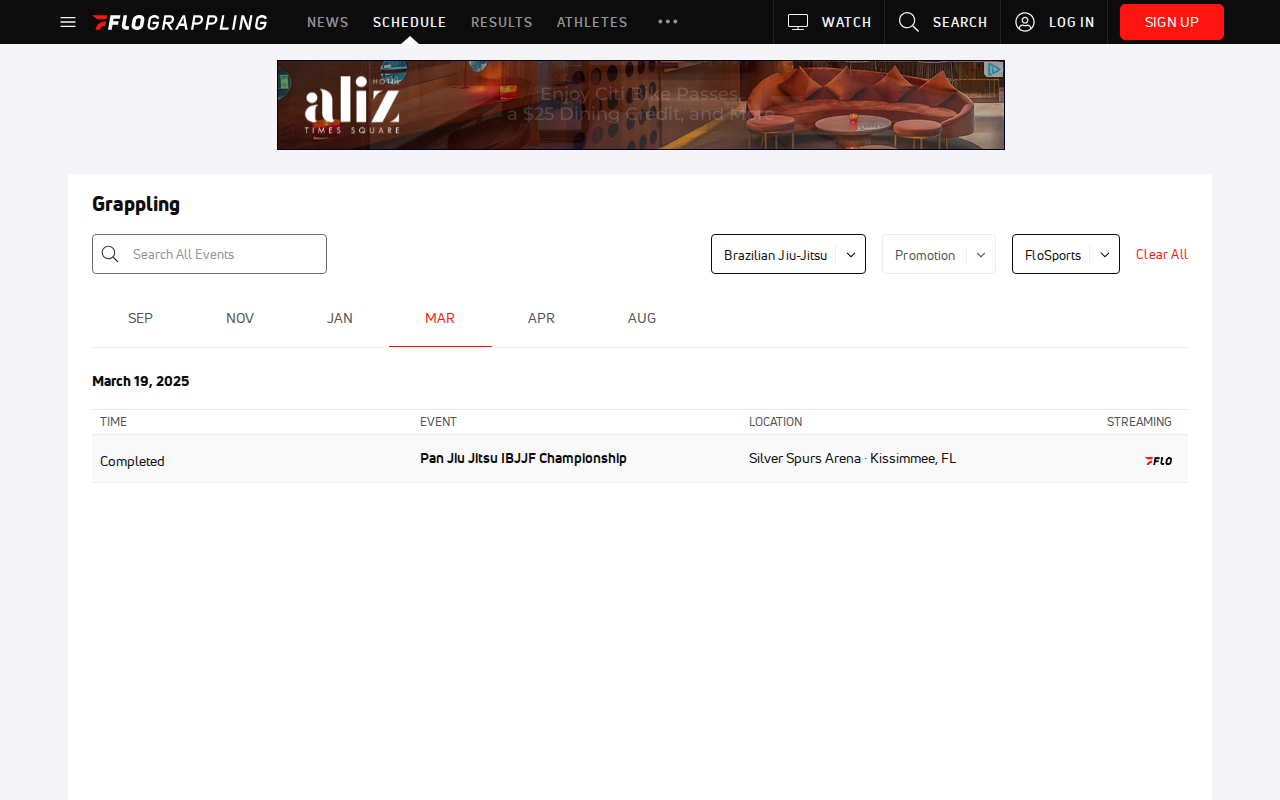 FLOGRAPPLING NEWS SCHEDULE RESULTS ATHLETES WATCH SEARCH LOG IN SIGN UP
HOTEL
aliz
TIMES SQUARE
Enjoy Citi Bike Passes,
a $25 Dining Credit, and More
Grappling
Search All Events Brazilian Jiu-Jitsu Promotion FloSports Clear All
SEP NOV JAN MAR APR AUG
March 19, 2025
TIME EVENT LOCATION STREAMING
Completed Pan Jiu Jitsu IBJJF Championship Silver Spurs Arena · Kissimmee, FL FLO